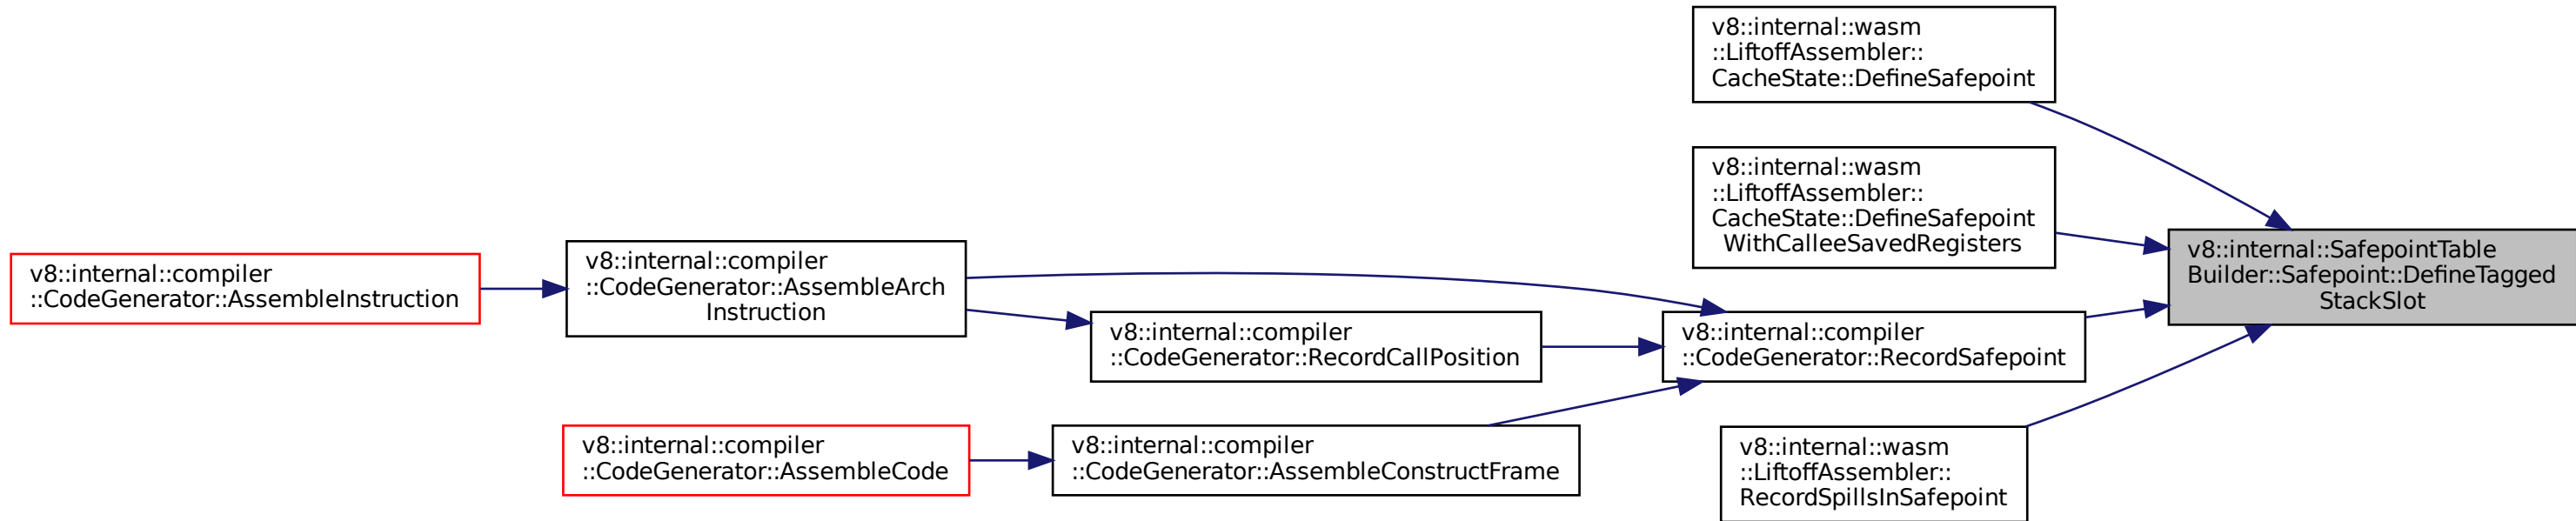 v8::internal::wasm
::LiftoffAssembler::
CacheState::DefineSafepoint
v8::internal::wasm
::LiftoffAssembler::
CacheState::DefineSafepoint
WithCalleeSavedRegisters
v8::internal::SafepointTable
Builder::Safepoint::DefineTagged
StackSlot
v8::internal::compiler
::CodeGenerator::AssembleInstruction
v8::internal::compiler
::CodeGenerator::AssembleArch
Instruction
v8::internal::compiler
::CodeGenerator::RecordCallPosition
v8::internal::compiler
::CodeGenerator::RecordSafepoint
v8::internal::compiler
::CodeGenerator::AssembleCode
v8::internal::compiler
::CodeGenerator::AssembleConstructFrame
v8::internal::wasm
::LiftoffAssembler::
RecordSpillsInSafepoint